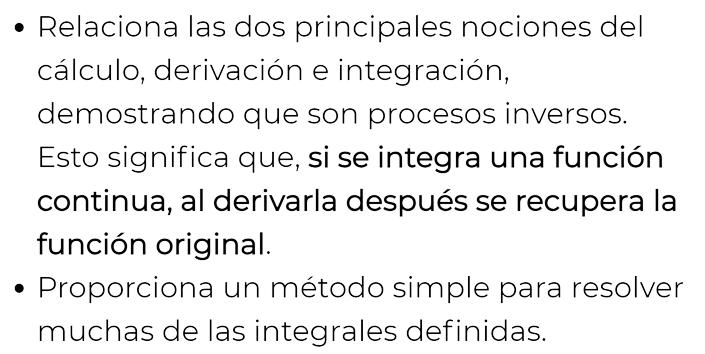 • Relaciona las dos principales nociones del
cálculo, derivación e integración,
demostrando que son procesos inversos.
Esto significa que, si se integra una función
continua, al derivarla después se recupera la
función original.
• Proporciona un método simple para resolver
muchas de las integrales definidas.